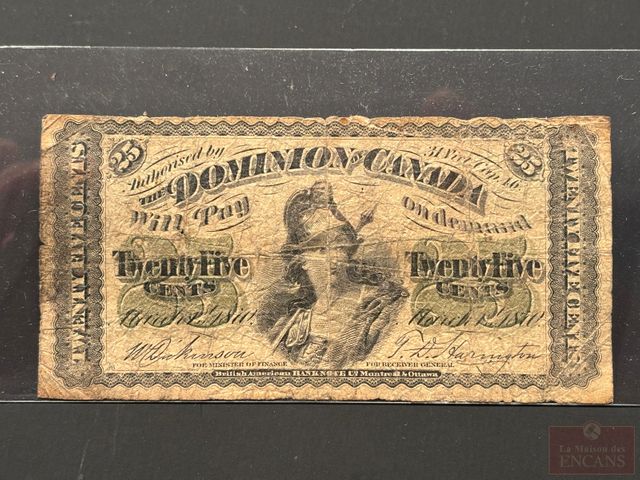 25
25
Authorised by
31 Vict. Cap. 46
THE DOMINION OF CANADA
Will Pay
on demand
Twenty Five
CENTS
Twenty Five
CENTS
March 1st 1870
March 1st 1870
W Dickinson
T. D. Harington
FOR MINISTER OF FINANCE
FOR RECEIVER GENERAL
British American BANK NOTE Co Montreal & Ottawa
TWENTY FIVE CENTS
TWENTY FIVE CENTS
La Maison des
ENCANS